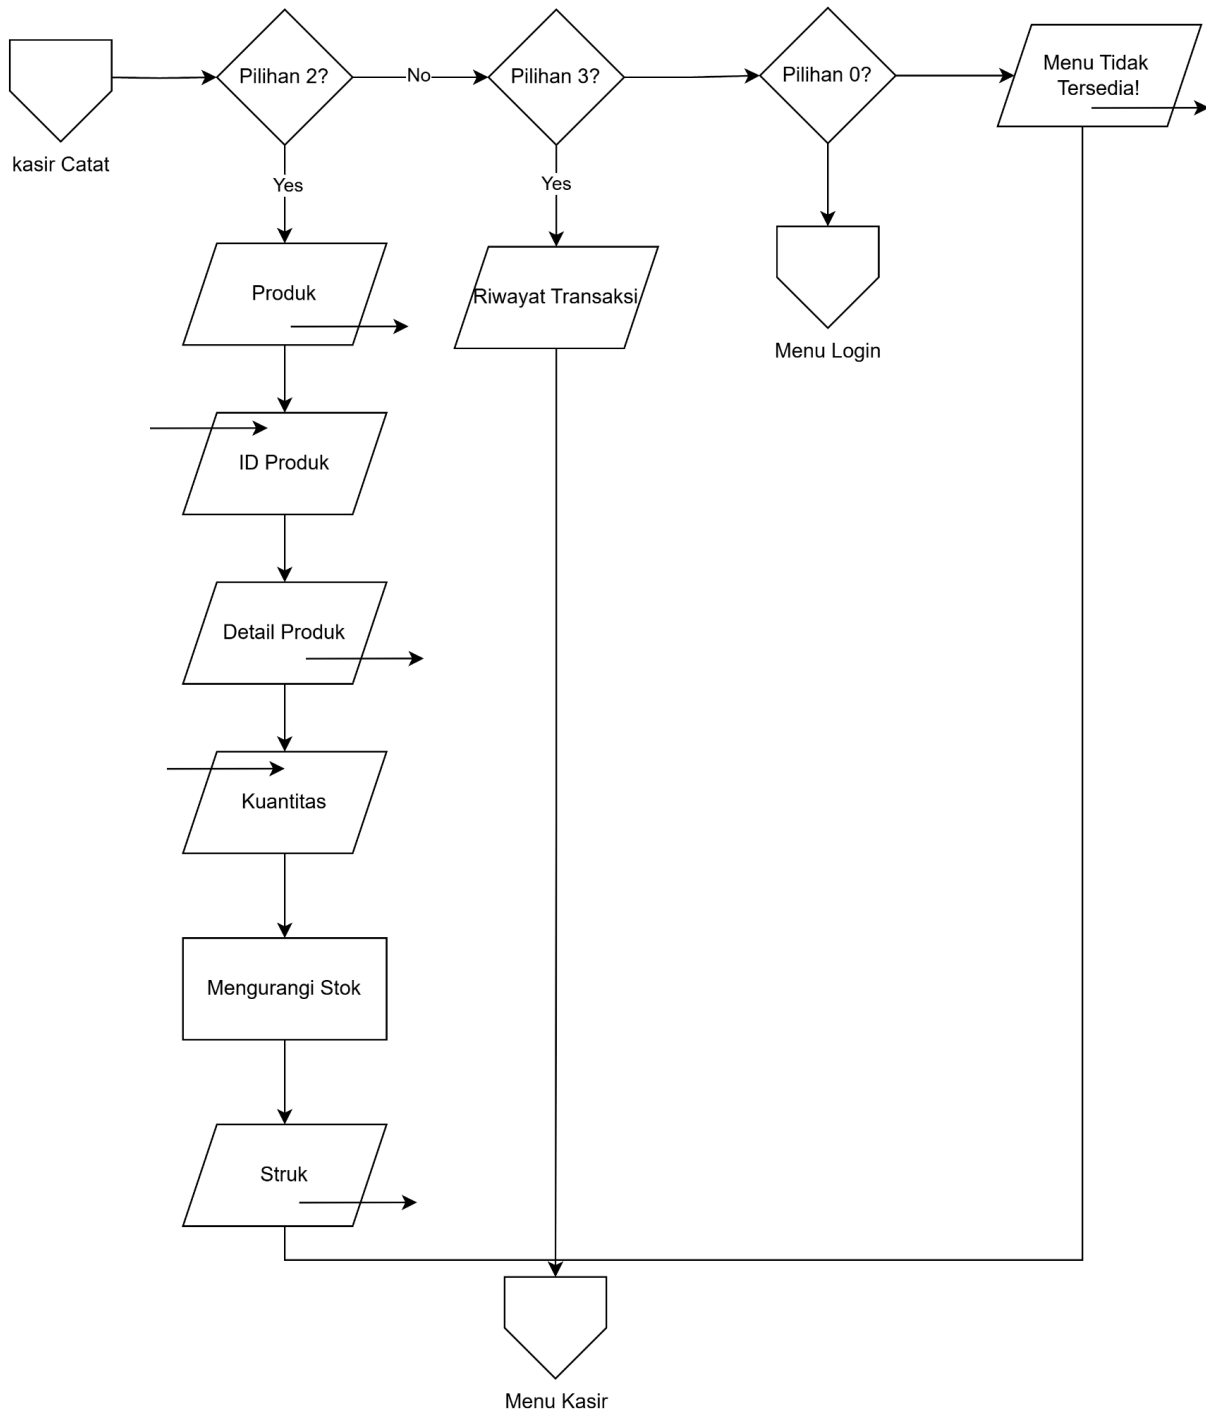 kasir Catat
Pilihan 2?
No
Pilihan 3?
Pilihan 0?
Menu Tidak
Tersedia!
Yes
Yes
Produk
Riwayat Transaksi
Menu Login
ID Produk
Detail Produk
Kuantitas
Mengurangi Stok
Struk
Menu Kasir